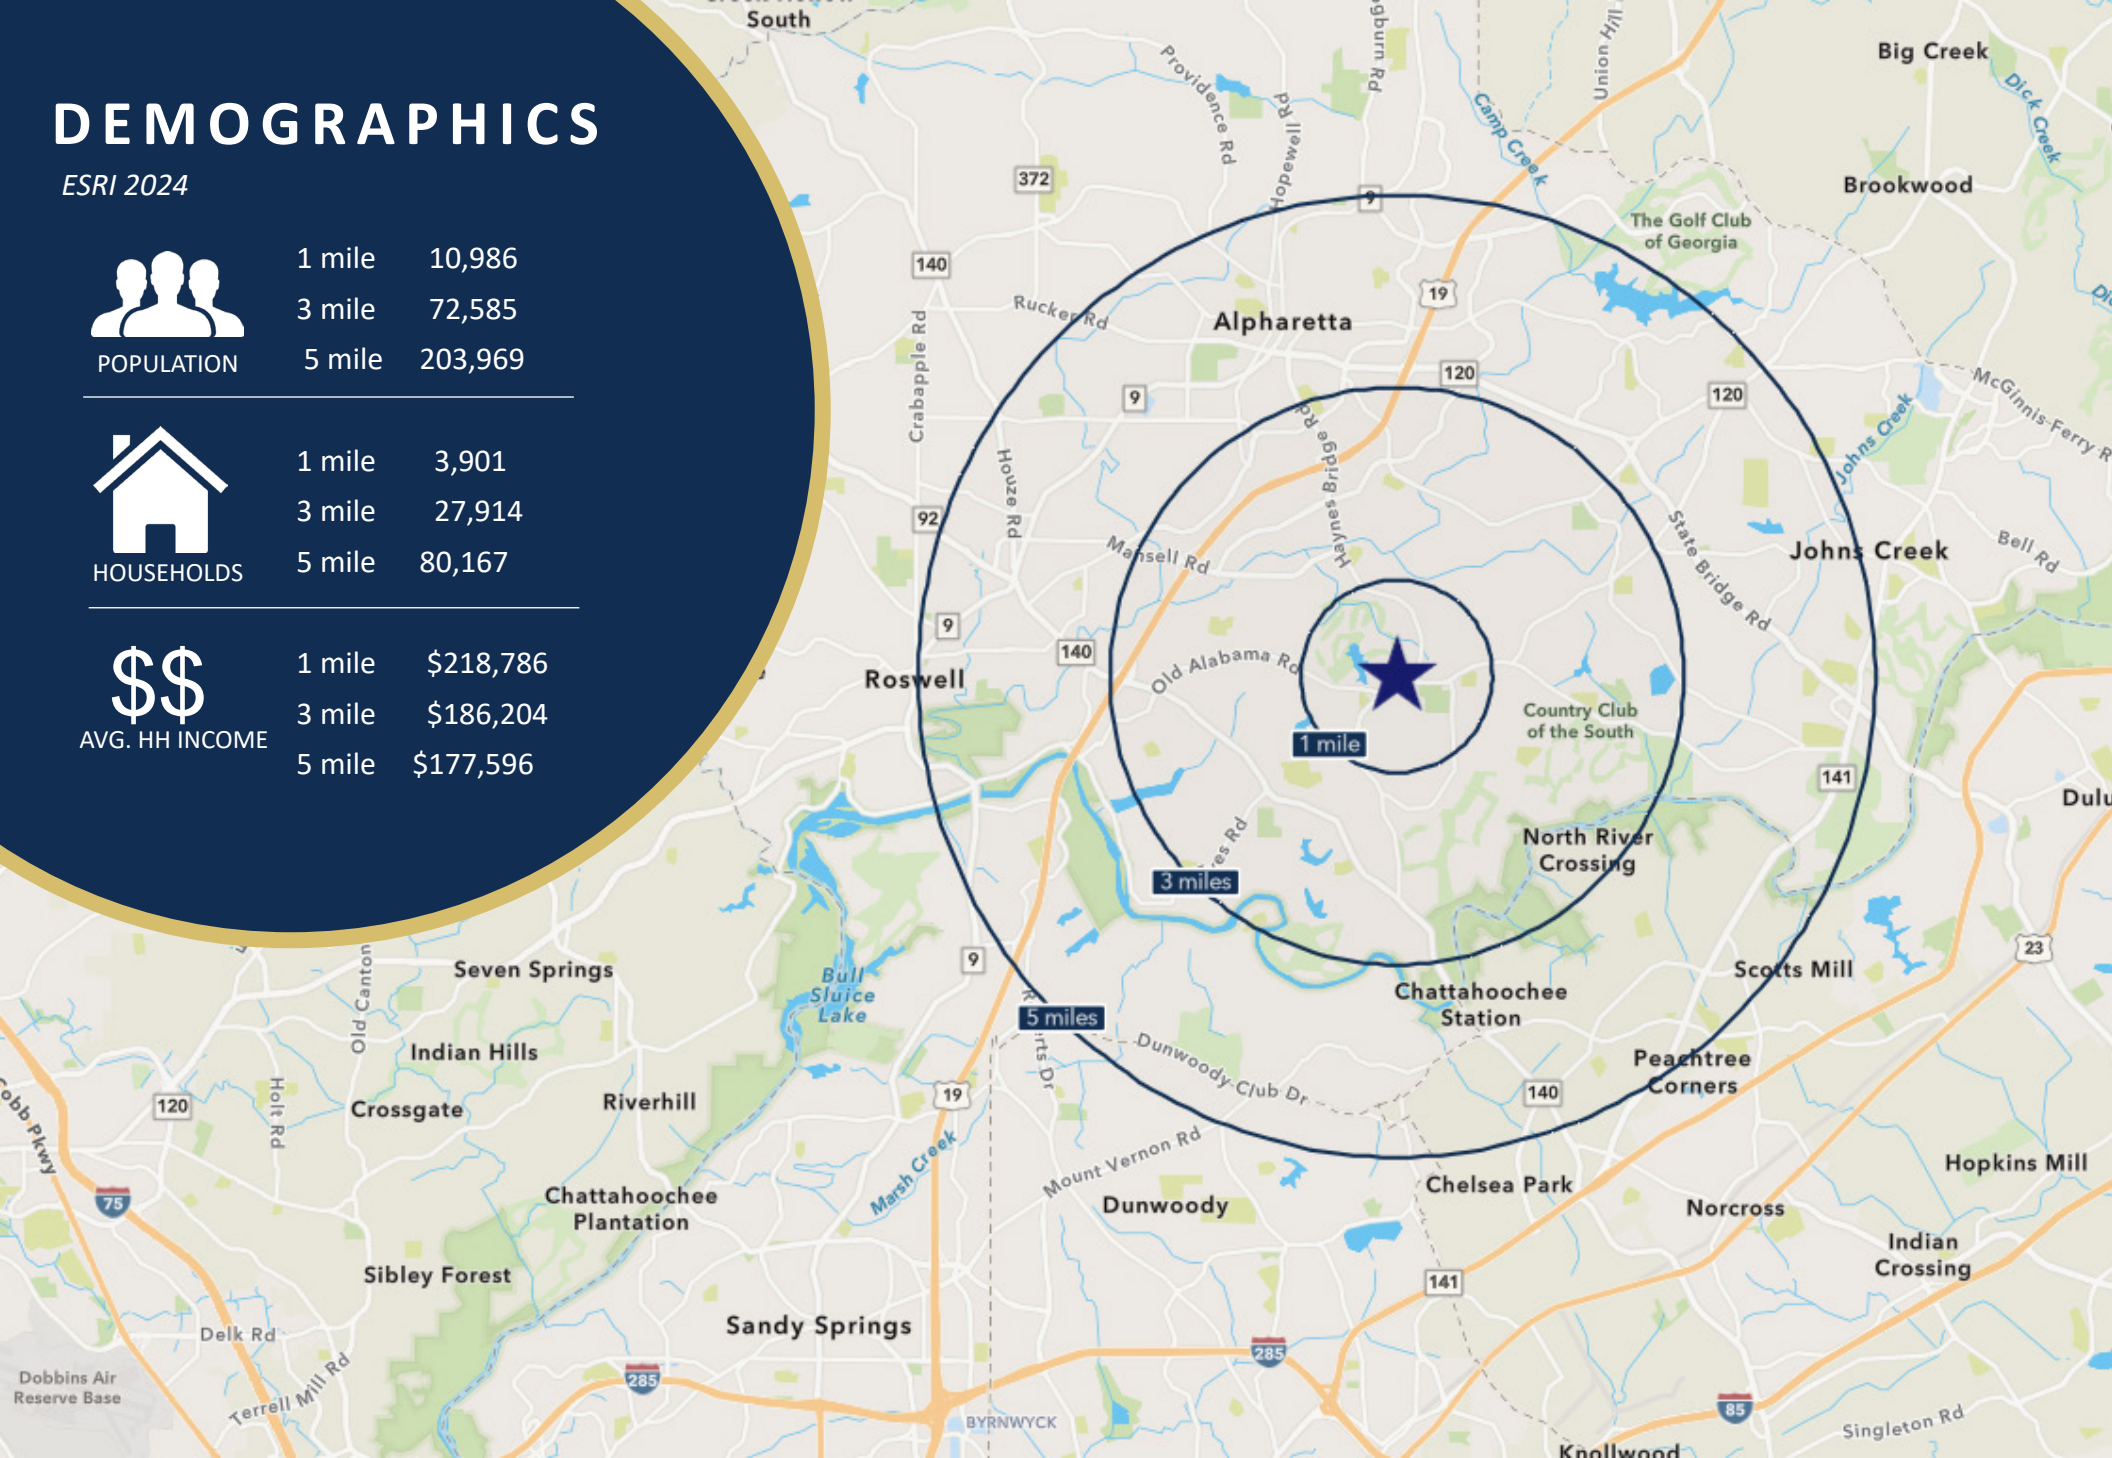 DEMOGRAPHICS
ESRI 2024
1 mile 10,986
3 mile 72,585
5 mile 203,969
POPULATION
1 mile 3,901
3 mile 27,914
5 mile 80,167
HOUSEHOLDS
$$
1 mile $218,786
3 mile $186,204
5 mile $177,596
AVG. HH INCOME
South
Providence Rd
Hopewell Rd
Union Hill
Camp Creek
Big Creek
Dick Creek
Brookwood
372
9
The Golf Club
of Georgia
140
19
Rucker Rd
Alpharetta
Crabapple Rd
120
9
120
McGinnis Ferry R
Johns Creek
Haynes Bridge Rd
Houze Rd
92
Mansell Rd
State Bridge Rd
Johns Creek
Bell Rd
9
140
Old Alabama Rd
Roswell
Country Club
of the South
1 mile
141
Dulu
North River
Crossing
3 miles
9
23
Seven Springs
Old Canton
Bull
Sluice
Lake
Scotts Mill
Chattahoochee
Station
5 miles
Indian Hills
Dunwoody Club Dr
Peachtree
Corners
Holt Rd
120
Crossgate
Riverhill
19
140
Marsh Creek
Mount Vernon Rd
Hopkins Mill
75
Chattahoochee
Plantation
Dunwoody
Chelsea Park
Norcross
Indian
Crossing
Sibley Forest
141
Sandy Springs
Delk Rd
285
285
Dobbins Air
Reserve Base
Terrell Mill Rd
85
BYRNWYCK
Singleton Rd
Knollwood